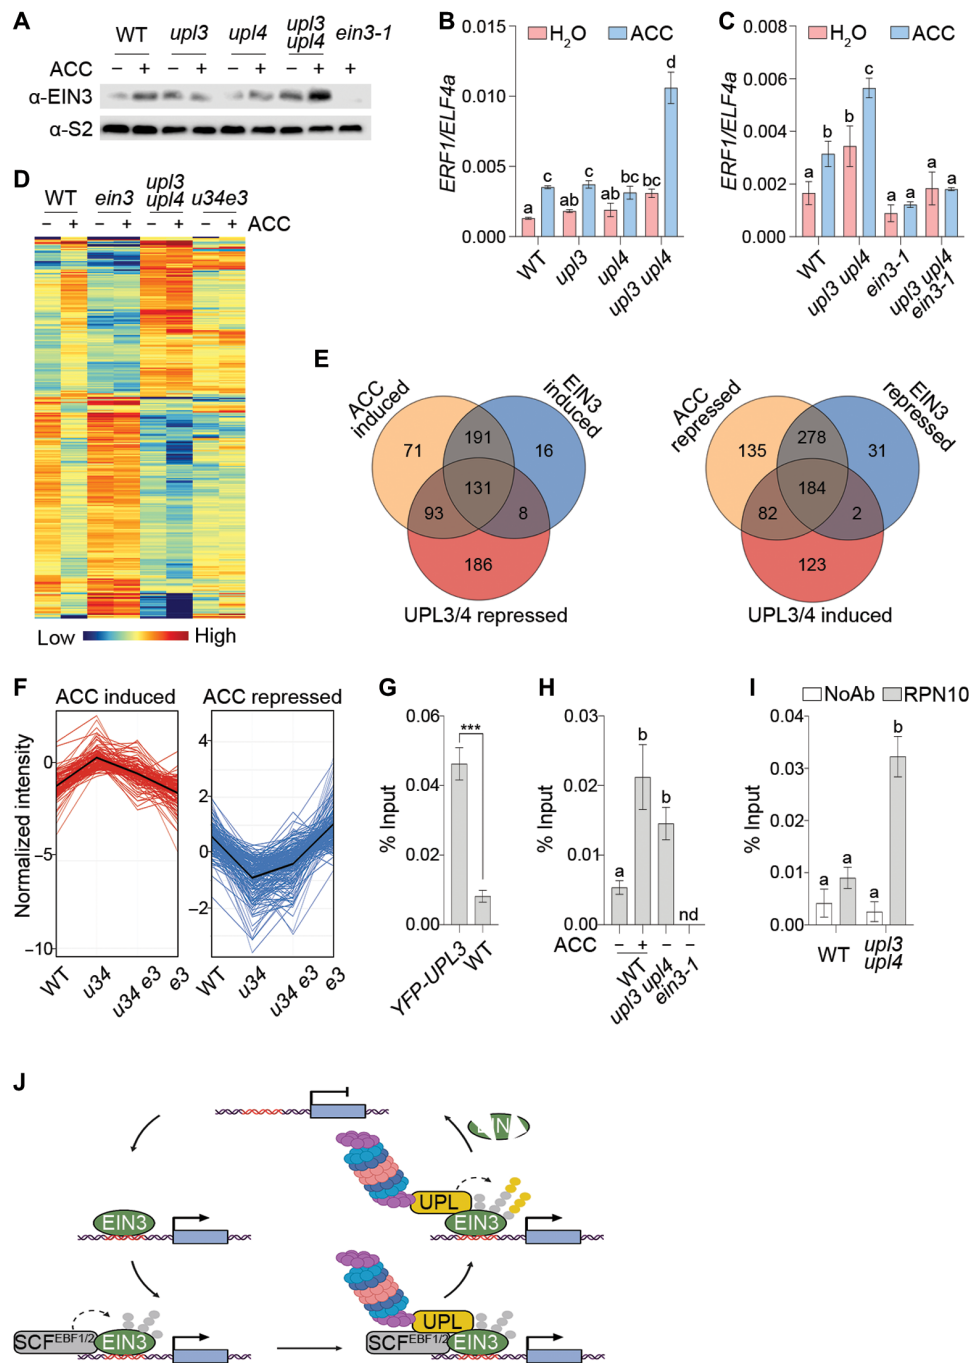 A
WT upl3 upl4 upl3 upl4 ein3-1
ACC − + − + − + − + +
α-EIN3
α-S2
B
0.015
0.010
0.005
0.000
ERF1/ELF4a
H2O ACC
a c ab c ab bc bc d
WT upl3 upl4 upl3 upl4
C
0.008
0.006
0.004
0.002
0.000
ERF1/ELF4a
H2O ACC
a b b c a a a a
WT upl3 upl4 ein3-1 upl3 upl4 ein3-1
D
WT ein3 upl3 upl4 u34e3
− + − + − + − + ACC
Low High
E
ACC induced
EIN3 induced
71 191 16
131
93 8
186
UPL3/4 repressed
ACC repressed
EIN3 repressed
135 278 31
184
82 2
123
UPL3/4 induced
F
ACC induced ACC repressed
Normalized intensity
0
−5
−10
4
2
0
−2
WT u34 u34 e3 e3
WT u34 u34 e3 e3
G
0.06
0.04
0.02
0.00
% Input
***
YFP-UPL3 WT
H
0.03
0.02
0.01
0.00
% Input
a b b nd
ACC − + − −
WT upl3 upl4 ein3-1
I
NoAb RPN10
0.04
0.03
0.02
0.01
0.00
% Input
a a a b
WT upl3 upl4
J
EIN3
UPL
EIN3
SCF^EBF1/2 EIN3
UPL
SCF^EBF1/2 EIN3